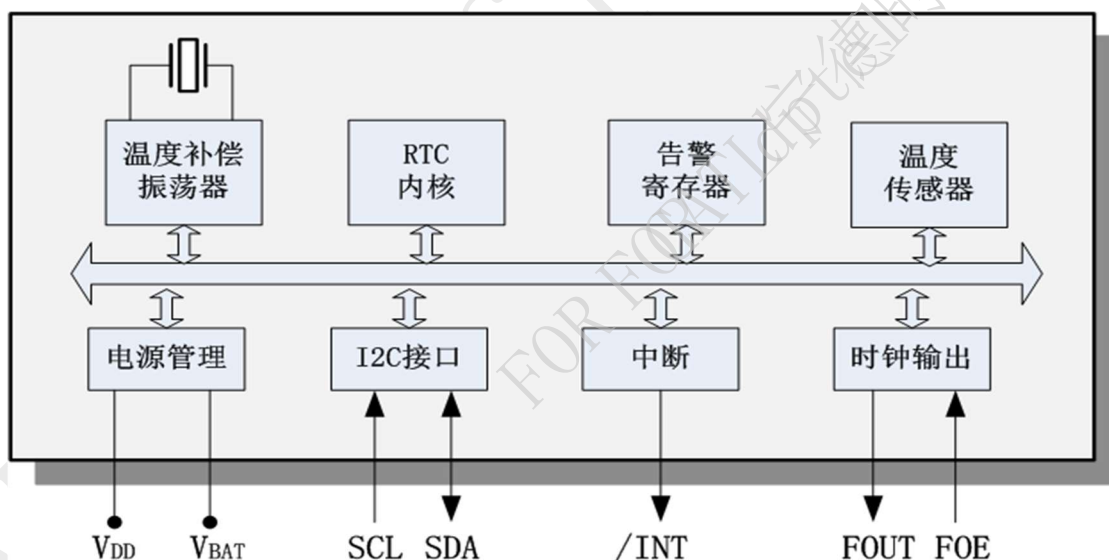 温度补偿
振荡器
RTC
内核
告警
寄存器
温度
传感器
电源管理
I2C接口
中断
时钟输出
VDD
VBAT
SCL
SDA
/INT
FOUT
FOE
FOR